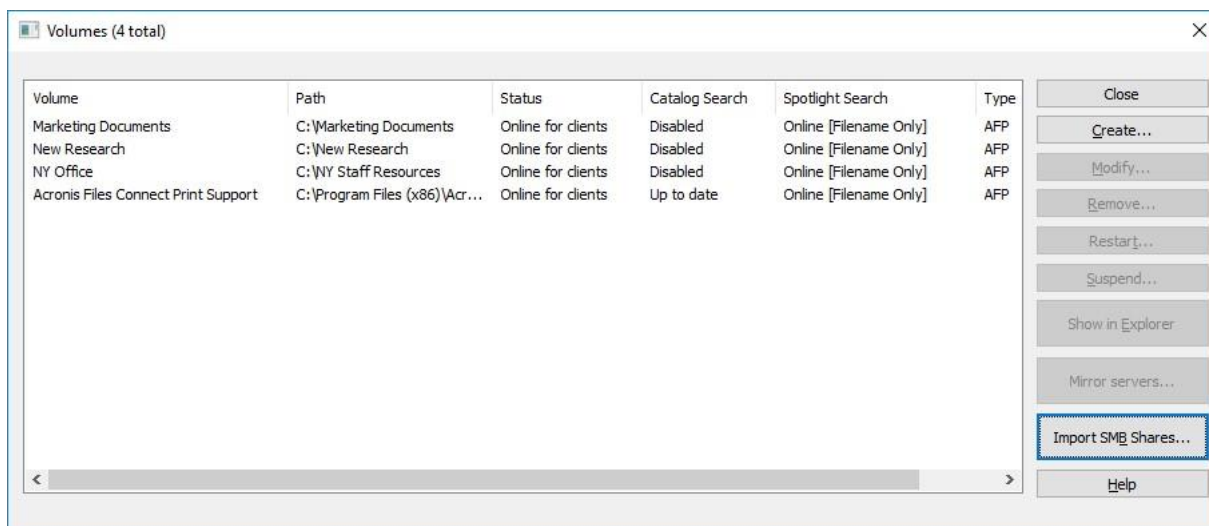 Volumes (4 total)
Volume Path Status Catalog Search Spotlight Search Type
Marketing Documents C:\Marketing Documents Online for clients Disabled Online [Filename Only] AFP
New Research C:\New Research Online for clients Disabled Online [Filename Only] AFP
NY Office C:\NY Staff Resources Online for clients Disabled Online [Filename Only] AFP
Acronis Files Connect Print Support C:\Program Files (x86)\Acr... Online for clients Up to date Online [Filename Only] AFP
Close
Create...
Modify...
Remove...
Restart...
Suspend...
Show in Explorer
Mirror servers...
Import SMB Shares...
Help